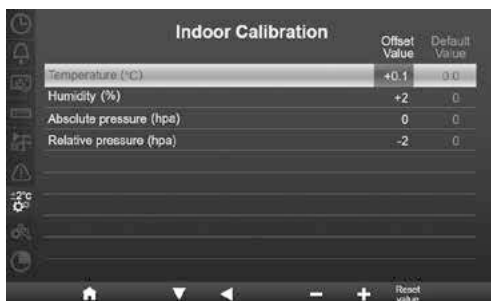 Indoor Calibration
Offset Value
Default Value
Temperature (°C) +0.1 0.0
Humidity (%) +2 0
Absolute pressure (hpa) 0 0
Relative pressure (hpa) -2 0
±2°C
Reset value